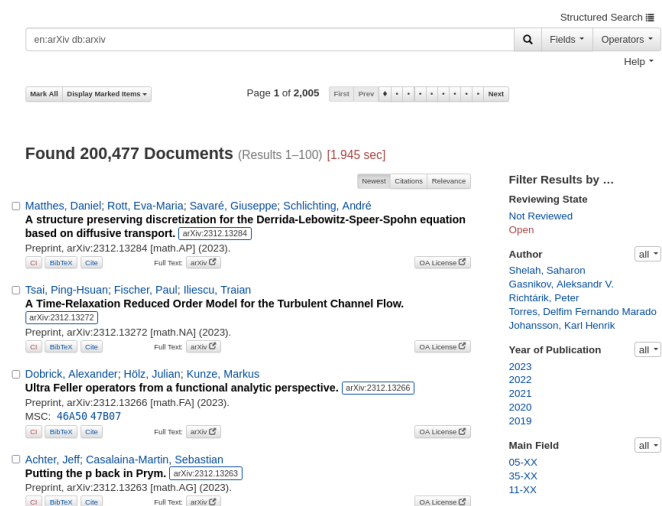 Structured Search
en:arXiv db:arxiv
Fields
Operators
Help
Mark All
Display Marked Items
Page 1 of 2,005
First
Prev
Next
Found 200,477 Documents (Results 1–100) [1.945 sec]
Newest
Citations
Relevance
Matthes, Daniel; Rott, Eva-Maria; Savaré, Giuseppe; Schlichting, André
A structure preserving discretization for the Derrida-Lebowitz-Speer-Spohn equation
based on diffusive transport. arXiv:2312.13284
Preprint, arXiv:2312.13284 [math.AP] (2023).
CI BibTeX Cite Full Text: arXiv OA License
Tsai, Ping-Hsuan; Fischer, Paul; Iliescu, Traian
A Time-Relaxation Reduced Order Model for the Turbulent Channel Flow.
arXiv:2312.13272
Preprint, arXiv:2312.13272 [math.NA] (2023).
CI BibTeX Cite Full Text: arXiv OA License
Dobrick, Alexander; Hölz, Julian; Kunze, Markus
Ultra Feller operators from a functional analytic perspective. arXiv:2312.13266
Preprint, arXiv:2312.13266 [math.FA] (2023).
MSC: 46A50 47B07
CI BibTeX Cite Full Text: arXiv OA License
Achter, Jeff; Casalaina-Martin, Sebastian
Putting the p back in Prym. arXiv:2312.13263
Preprint, arXiv:2312.13263 [math.AG] (2023).
CI BibTeX Cite Full Text: arXiv OA License
Filter Results by …
Reviewing State
Not Reviewed
Open
Author all
Shelah, Saharon
Gasnikov, Aleksandr V.
Richtárik, Peter
Torres, Delfim Fernando Marado
Johansson, Karl Henrik
Year of Publication all
2023
2022
2021
2020
2019
Main Field all
05-XX
35-XX
11-XX